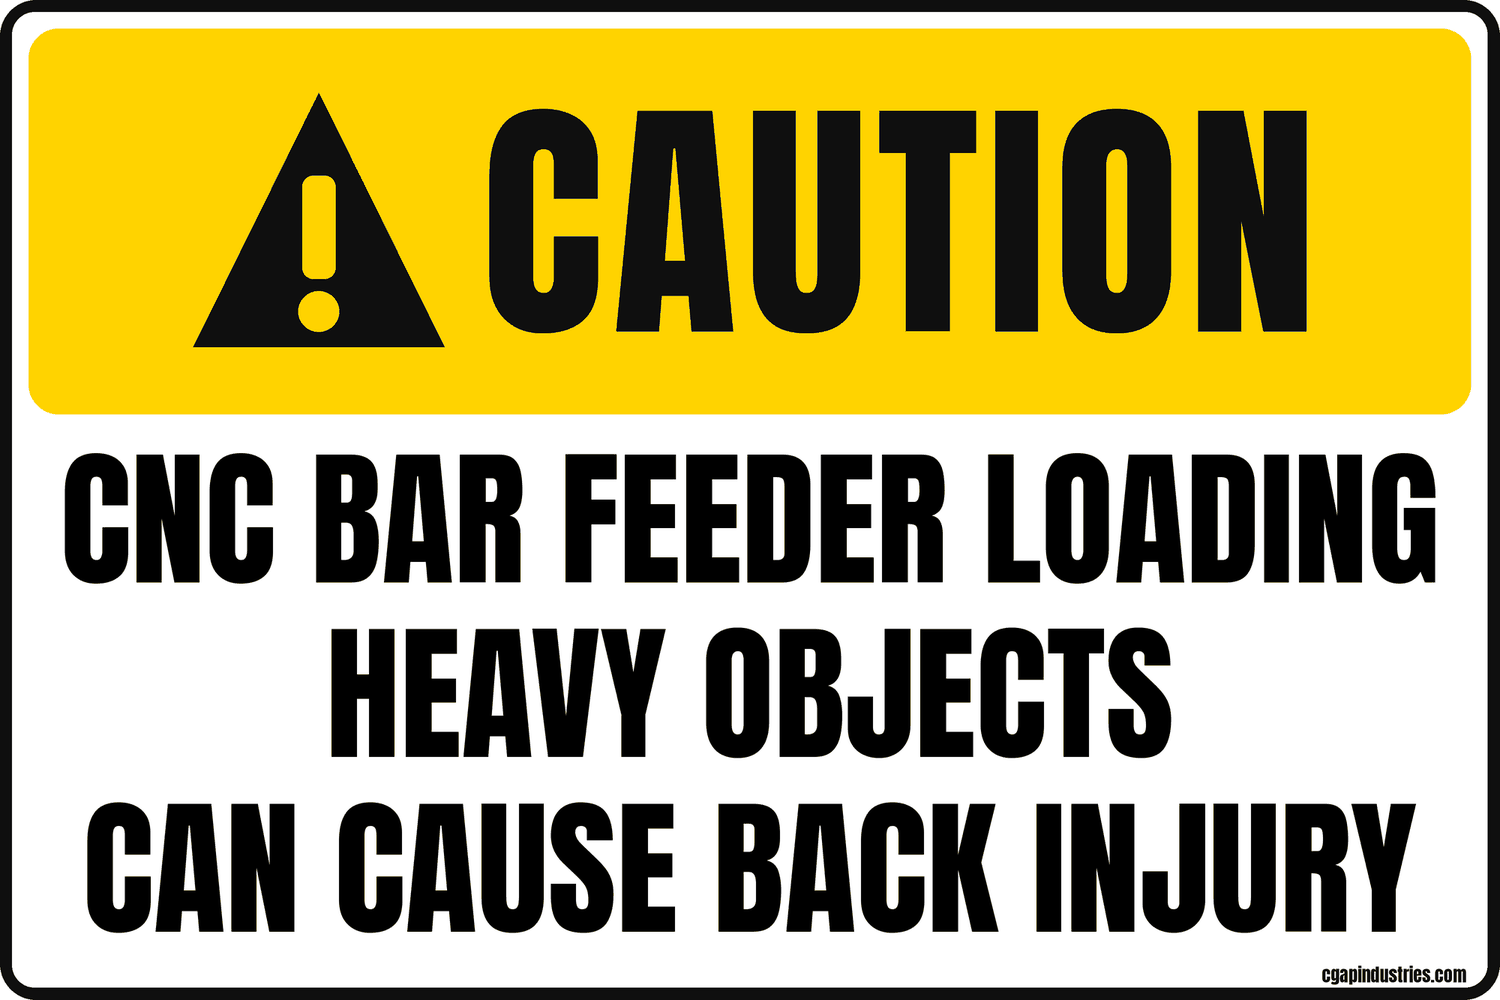 CAUTION
CNC BAR FEEDER LOADING
HEAVY OBJECTS
CAN CAUSE BACK INJURY
cgapindustries.com